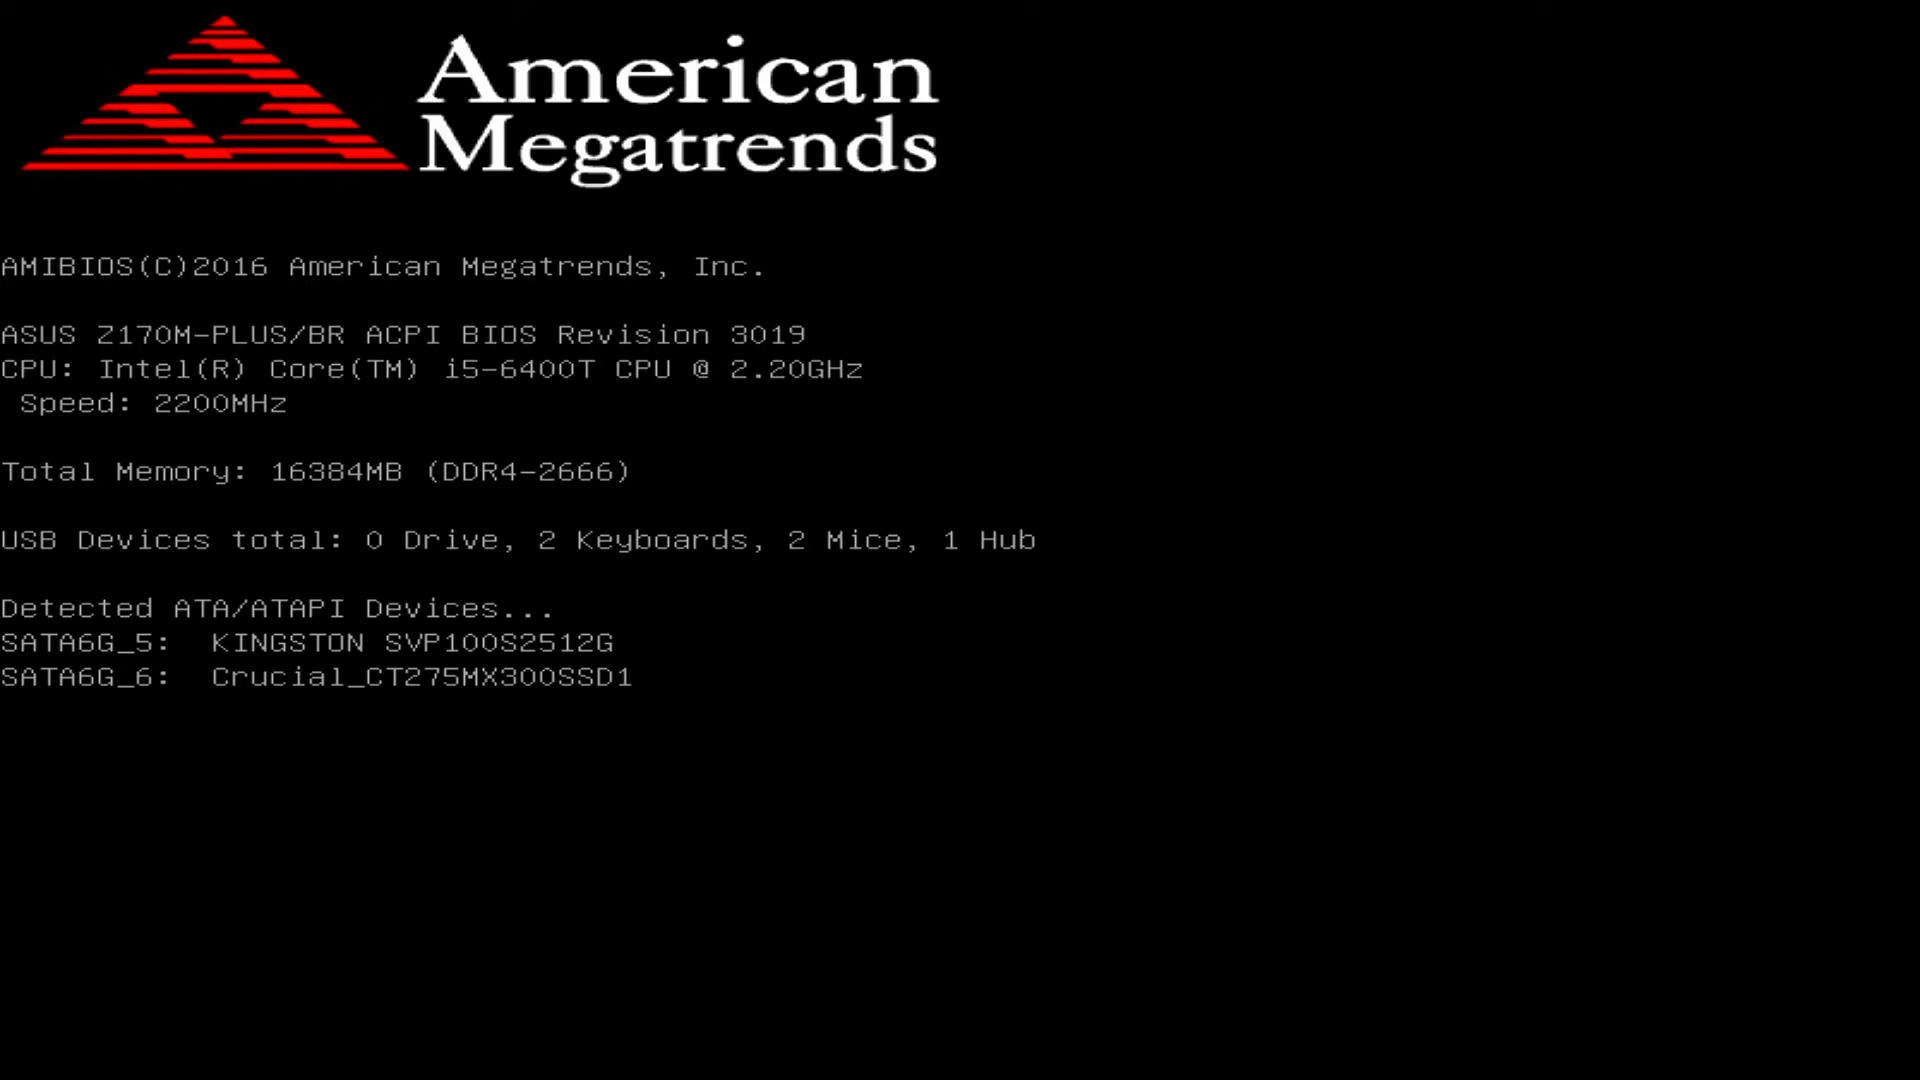 American
Megatrends
AMIBIOS(C)2016 American Megatrends, Inc.
ASUS Z170M-PLUS/BR ACPI BIOS Revision 3019
CPU: Intel(R) Core(TM) i5-6400T CPU @ 2.20GHz
Speed: 2200MHz
Total Memory: 16384MB (DDR4-2666)
USB Devices total: 0 Drive, 2 Keyboards, 2 Mice, 1 Hub
Detected ATA/ATAPI Devices...
SATA6G_5: KINGSTON SVP100S2512G
SATA6G_6: Crucial_CT275MX300SSD1